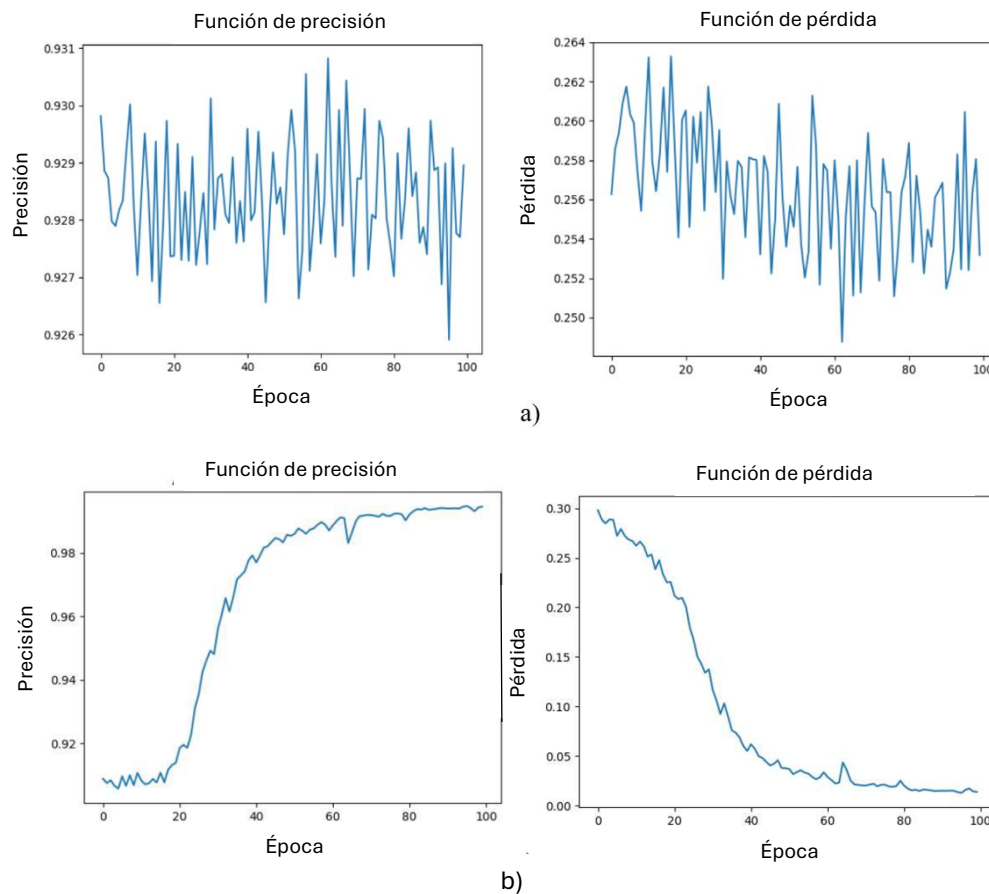 Función de precisión
Función de pérdida
0.931
0.930
0.929
0.928
0.927
0.926
Precisión
0 20 40 60 80 100
Época
0.264
0.262
0.260
0.258
0.256
0.254
0.252
0.250
Pérdida
0 20 40 60 80 100
Época
a)
Función de precisión
Función de pérdida
0.98
0.96
0.94
0.92
Precisión
0 20 40 60 80 100
Época
0.30
0.25
0.20
0.15
0.10
0.05
0.00
Pérdida
0 20 40 60 80 100
Época
b)